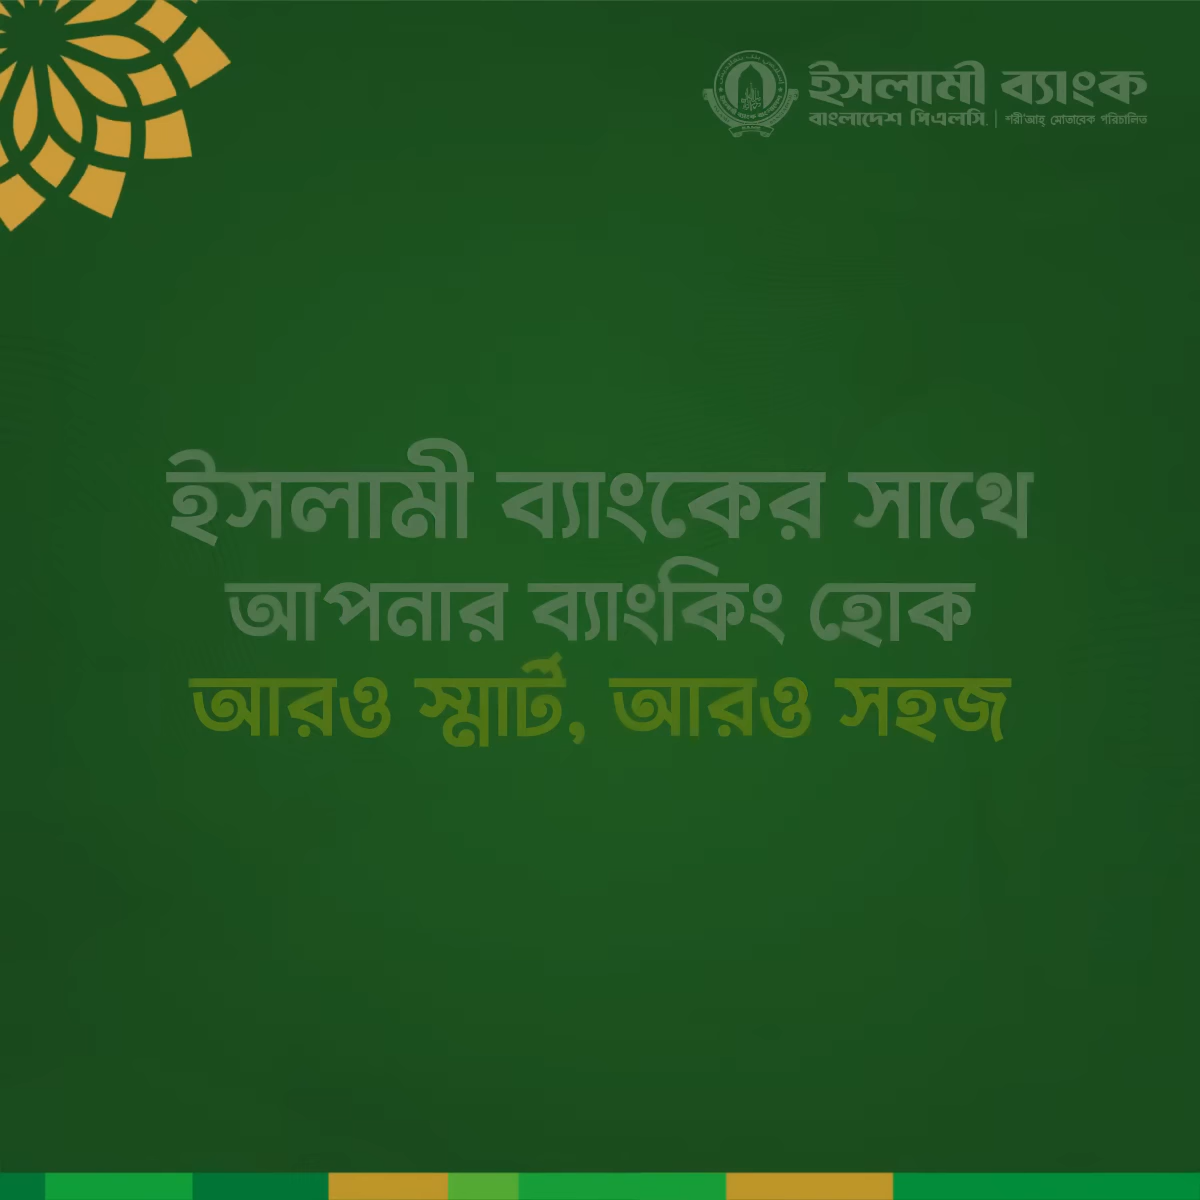 ইসলামী ব্যাংক
বাংলাদেশ পিএলসি. | শরী'আহ্ মোতাবেক পরিচালিত
ইসলামী ব্যাংকের সাথে
আপনার ব্যাংকিং হোক
আরও স্মার্ট, আরও সহজ